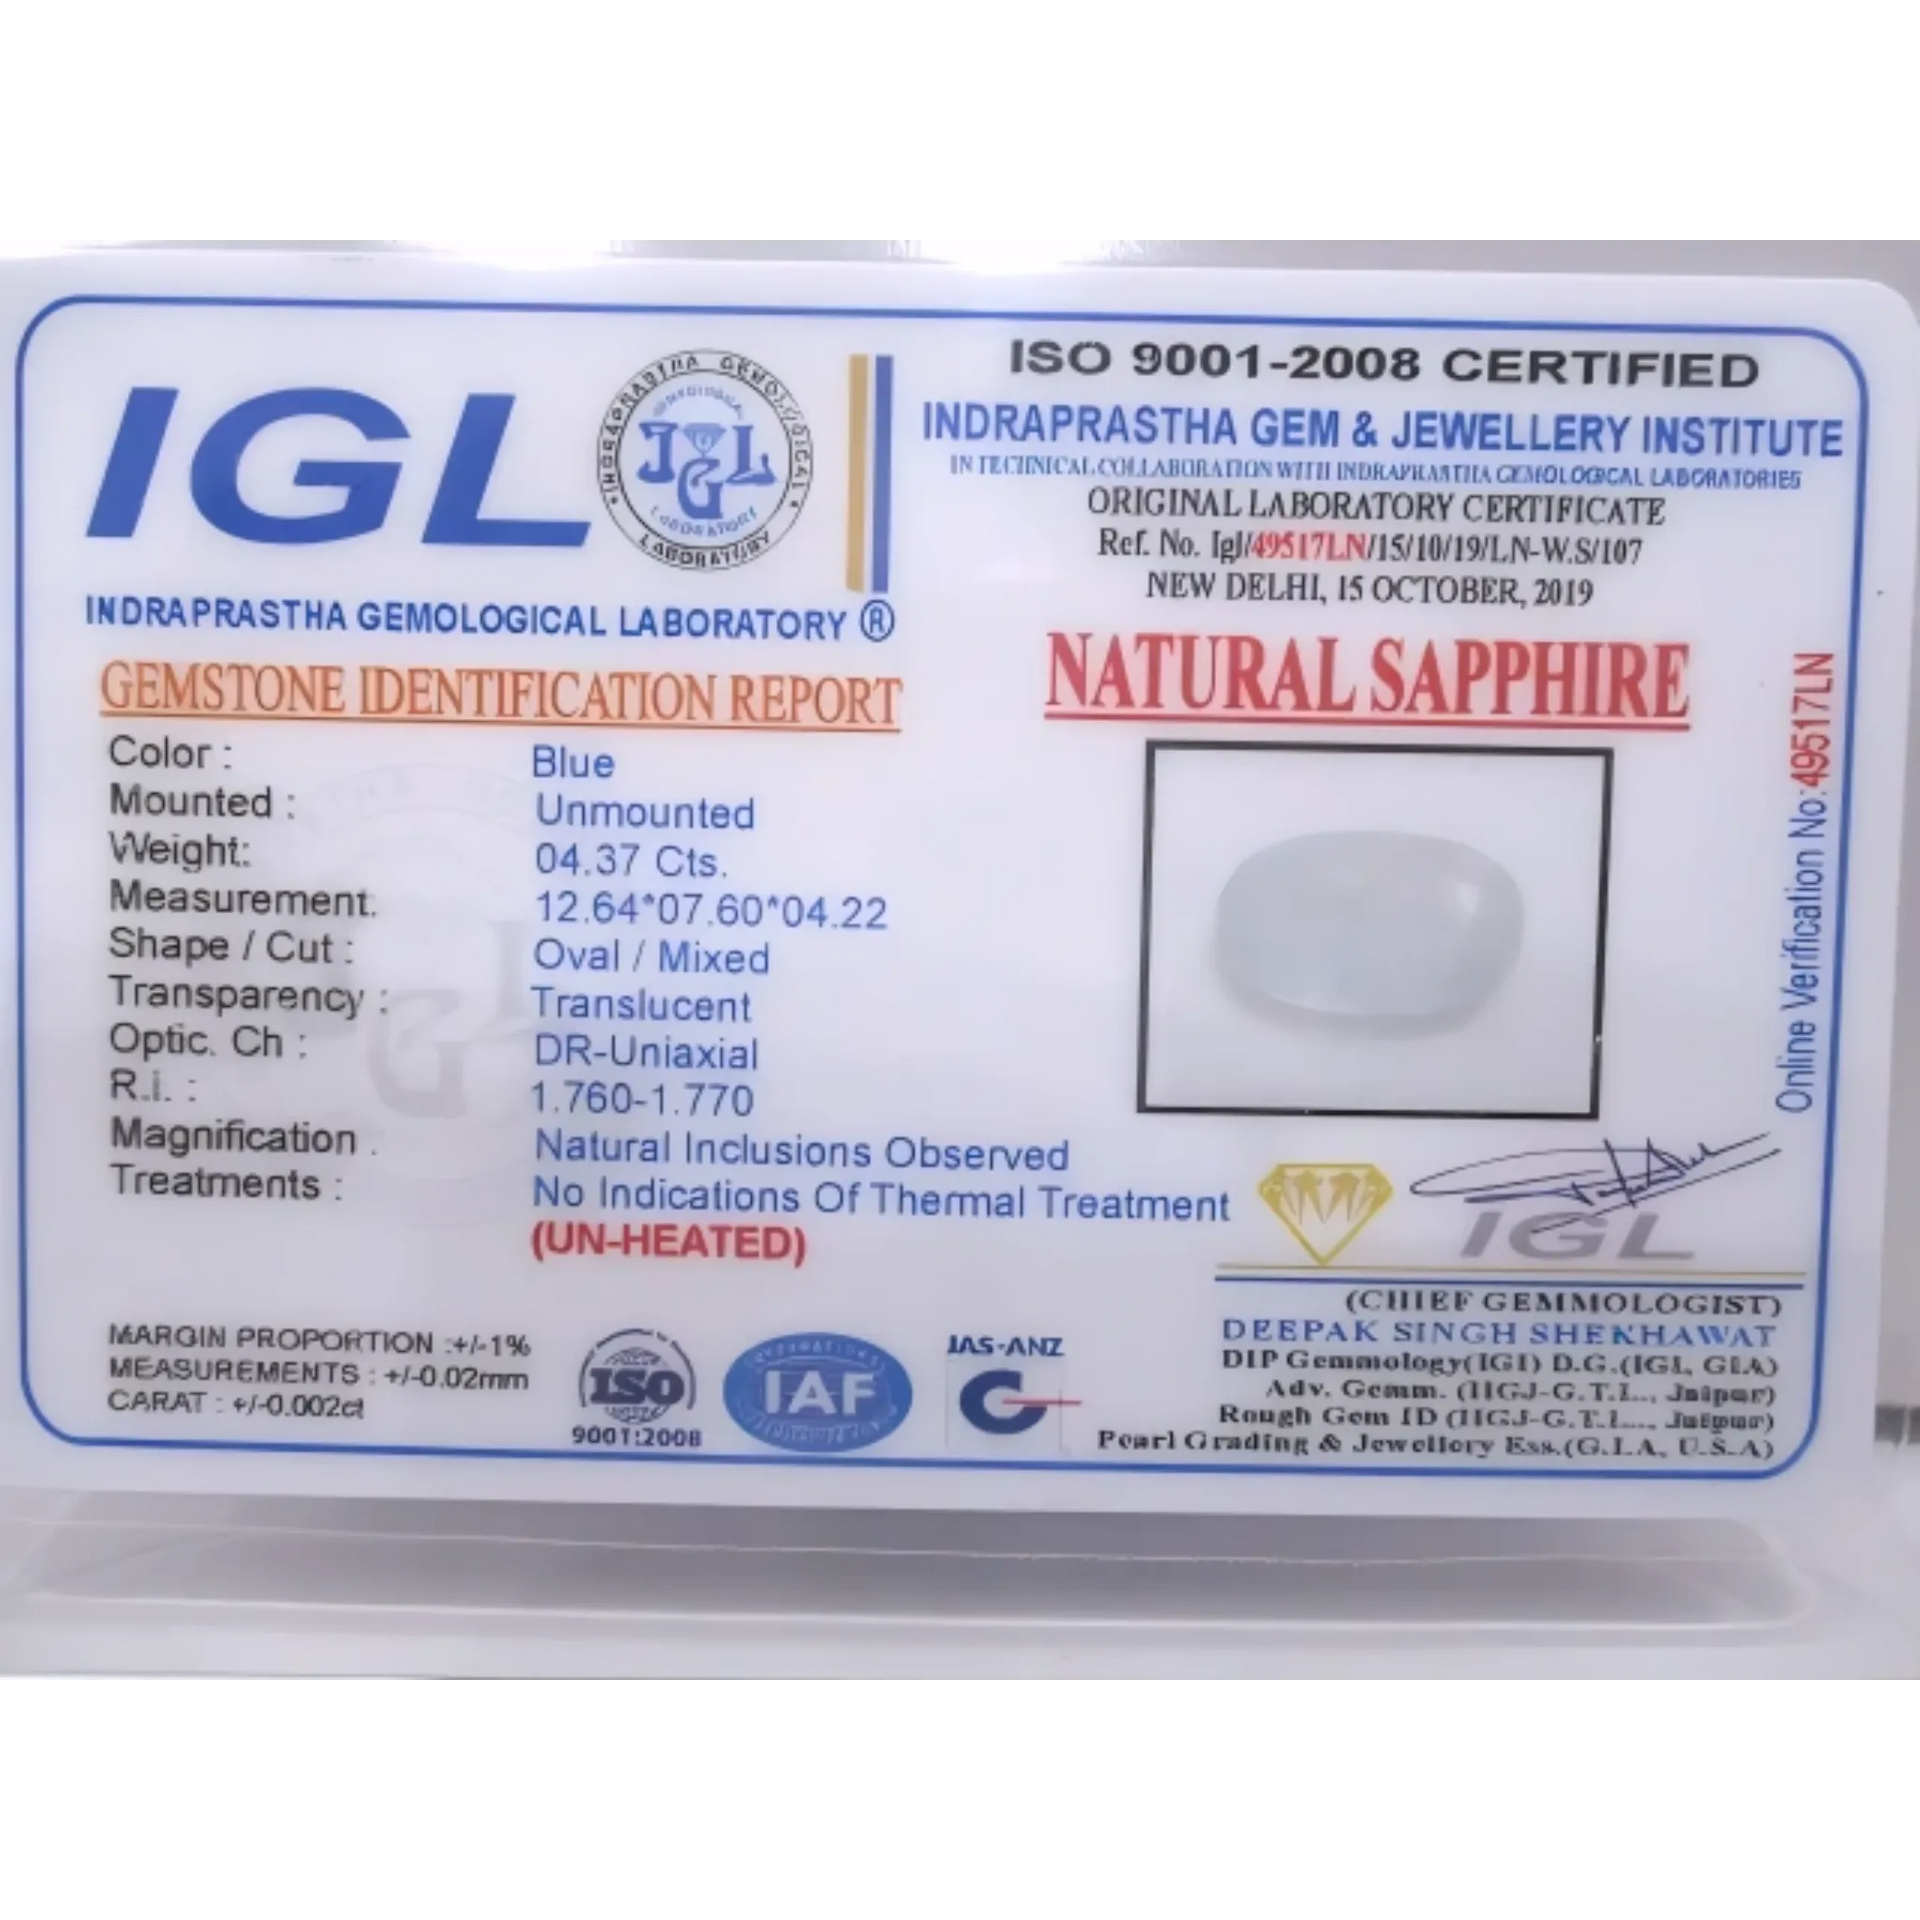 IGL
INDRAPRASTHA GEMOLOGICAL
LABORATORY
IGL
LABORATORY
INDRAPRASTHA GEMOLOGICAL LABORATORY ®
GEMSTONE IDENTIFICATION REPORT
Color : Blue
Mounted : Unmounted
Weight: 04.37 Cts.
Measurement: 12.64*07.60*04.22
Shape / Cut : Oval / Mixed
Transparency : Translucent
Optic. Ch : DR-Uniaxial
R.i. : 1.760-1.770
Magnification : Natural Inclusions Observed
Treatments : No Indications Of Thermal Treatment
(UN-HEATED)
MARGIN PROPORTION :+/-1%
MEASUREMENTS : +/-0.02mm
CARAT : +/-0.002ct
ISO
9001:2008
IAF
JAS-ANZ
ISO 9001-2008 CERTIFIED
INDRAPRASTHA GEM & JEWELLERY INSTITUTE
IN TECHNICAL COLLABORATION WITH INDRAPRASTHA GEMOLOGICAL LABORATORIES
ORIGINAL LABORATORY CERTIFICATE
Ref. No. Igl/49517LN/15/10/19/LN-W.S/107
NEW DELHI, 15 OCTOBER, 2019
NATURAL SAPPHIRE
Online Verification No:49517LN
IGL
(CHIEF GEMMOLOGIST)
DEEPAK SINGH SHEKHAWAT
DIP Gemmology(IGI) D.G.(IGL, GIA)
Adv. Gemm. (IIGJ-G.T.L., Jaipur)
Rough Gem ID (IIGJ-G.T.L..., Jaipur)
Pearl Grading & Jewellery Ess.(G.I.A, U.S.A)